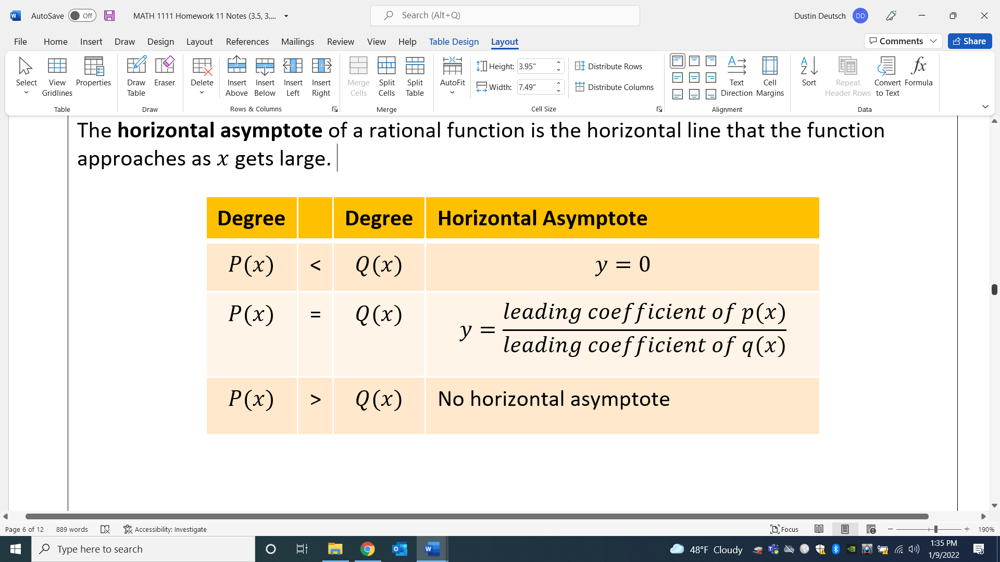 AutoSave Off MATH 1111 Homework 11 Notes (3.5, 3.... Search (Alt+Q) Dustin Deutsch DD
File Home Insert Draw Design Layout References Mailings Review View Help Table Design Layout Comments Share
Select View Gridlines Properties Draw Table Eraser Delete Insert Above Insert Below Insert Left Insert Right Merge Cells Split Cells Split Table AutoFit Height: 3.95" Width: 7.49" Distribute Rows Distribute Columns Text Direction Cell Margins Sort Repeat Header Rows Convert to Text Formula
Table Draw Rows & Columns Merge Cell Size Alignment Data
The horizontal asymptote of a rational function is the horizontal line that the function
approaches as x gets large.
Degree Degree Horizontal Asymptote
P(x) < Q(x) y = 0
P(x) = Q(x) y = leading coefficient of p(x)
leading coefficient of q(x)
P(x) > Q(x) No horizontal asymptote
Page 6 of 12 889 words Accessibility: Investigate Focus 190%
Type here to search 48°F Cloudy 1:35 PM
1/9/2022